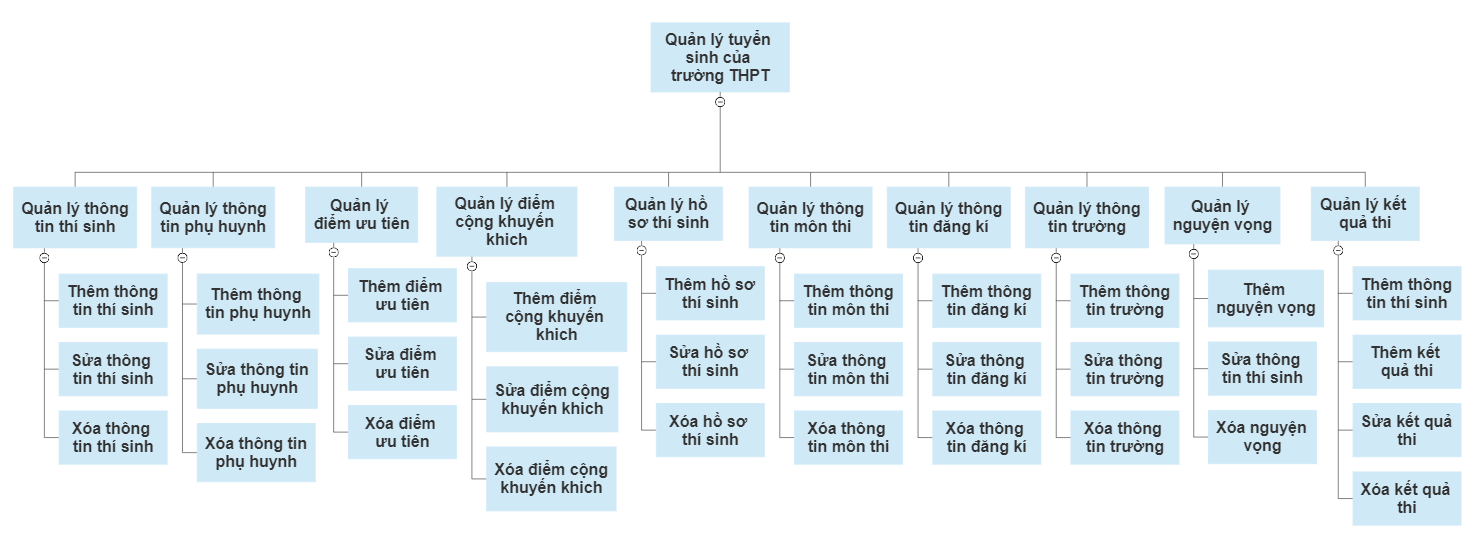 Quản lý tuyển
sinh của
trường THPT
Quản lý thông
tin thí sinh
Thêm thông
tin thí sinh
Sửa thông
tin thí sinh
Xóa thông
tin thí sinh
Quản lý thông
tin phụ huynh
Thêm thông
tin phụ huynh
Sửa thông tin
phụ huynh
Xóa thông tin
phụ huynh
Quản lý
điểm ưu tiên
Thêm điểm
ưu tiên
Sửa điểm
ưu tiên
Xóa điểm
ưu tiên
Quản lý điểm
cộng khuyến
khich
Thêm điểm
cộng khuyến
khich
Sửa điểm cộng
khuyến khich
Xóa điểm cộng
khuyến khich
Quản lý hồ
sơ thí sinh
Thêm hồ sơ
thí sinh
Sửa hồ sơ
thí sinh
Xóa hồ sơ
thí sinh
Quản lý thông
tin môn thi
Thêm thông
tin môn thi
Sửa thông
tin môn thi
Xóa thông
tin môn thi
Quản lý thông
tin đăng kí
Thêm thông
tin đăng kí
Sửa thông
tin đăng kí
Xóa thông
tin đăng kí
Quản lý thông
tin trường
Thêm thông
tin trường
Sửa thông
tin trường
Xóa thông
tin trường
Quản lý
nguyện vọng
Thêm
nguyện vọng
Sửa thông
tin thí sinh
Xóa nguyện
vọng
Quản lý kết
quả thi
Thêm thông
tin thí sinh
Thêm kết
quả thi
Sửa kết quả
thi
Xóa kết quả
thi